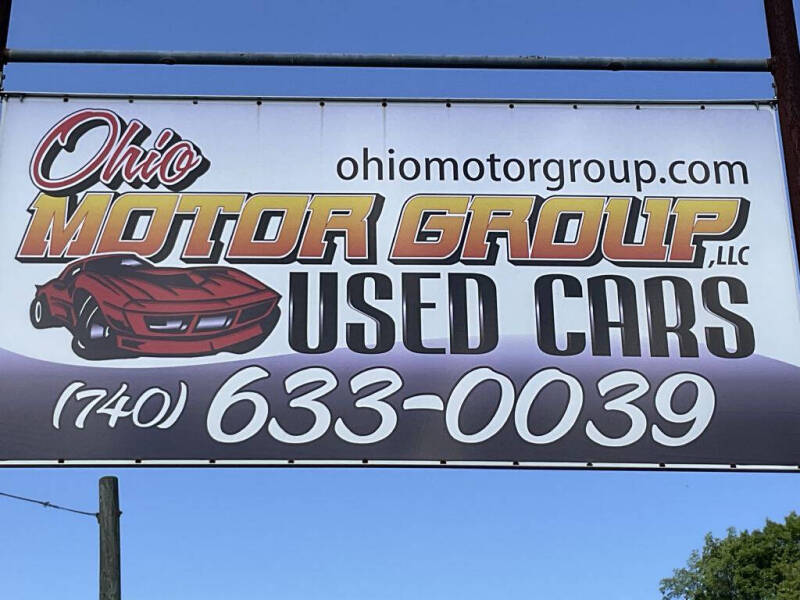 Ohio
ohiomotorgroup.com
MOTOR GROUP, LLC
USED CARS
(740) 633-0039